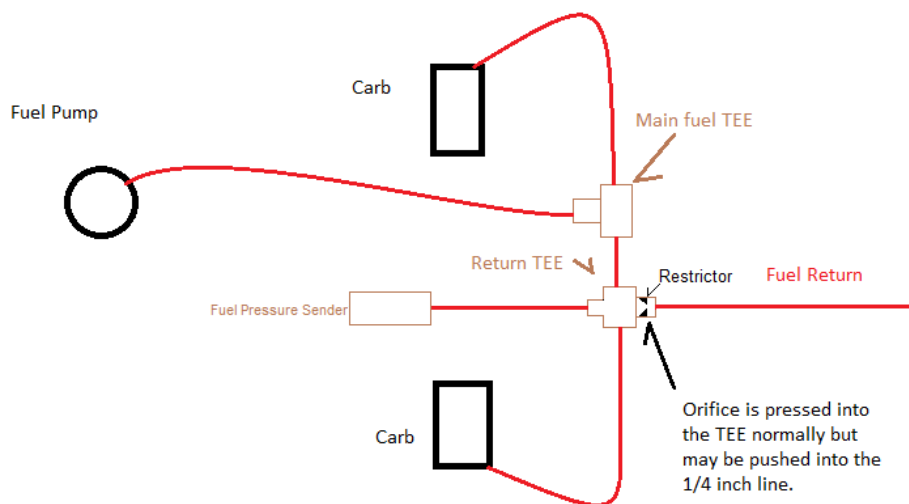 Fuel Pump
Carb
Main fuel TEE
Return TEE
Restrictor
Fuel Return
Fuel Pressure Sender
Carb
Orifice is pressed into
the TEE normally but
may be pushed into the
1/4 inch line.